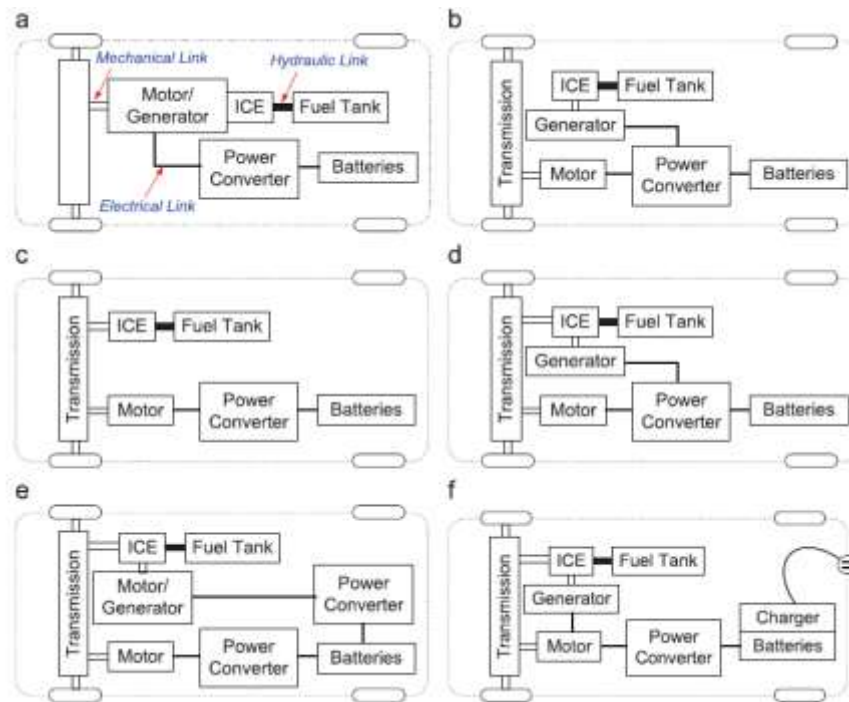 a
Mechanical Link
Hydraulic Link
Motor/
Generator
ICE
Fuel Tank
Power
Converter
Batteries
Electrical Link
b
Transmission
ICE
Fuel Tank
Generator
Motor
Power
Converter
Batteries
c
Transmission
ICE
Fuel Tank
Motor
Power
Converter
Batteries
d
Transmission
ICE
Fuel Tank
Generator
Motor
Power
Converter
Batteries
e
Transmission
ICE
Fuel Tank
Motor/
Generator
Power
Converter
Motor
Power
Converter
Batteries
f
Transmission
ICE
Fuel Tank
Generator
Motor
Power
Converter
Charger
Batteries